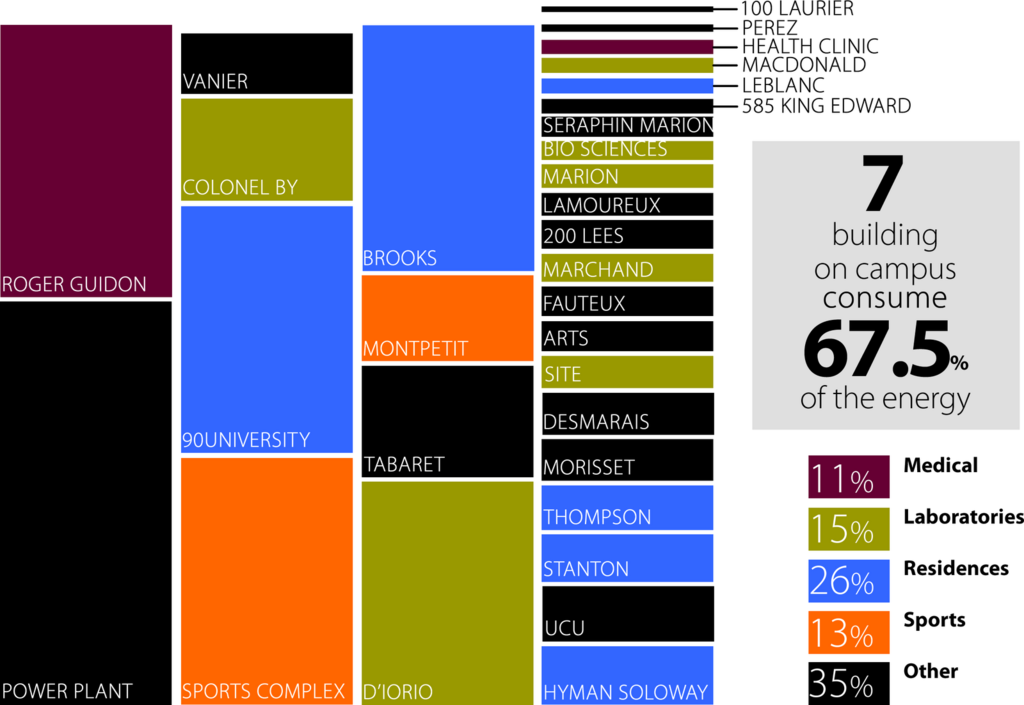 ROGER GUIDON
POWER PLANT
VANIER
COLONEL BY
90UNIVERSITY
SPORTS COMPLEX
BROOKS
MONTPETIT
TABARET
D'IORIO
100 LAURIER
PEREZ
HEALTH CLINIC
MACDONALD
LEBLANC
585 KING EDWARD
SERAPHIN MARION
BIO SCIENCES
MARION
LAMOUREUX
200 LEES
MARCHAND
FAUTEUX
ARTS
SITE
DESMARAIS
MORISSET
THOMPSON
STANTON
UCU
HYMAN SOLOWAY
7
building
on campus
consume
67.5%
of the energy
11% Medical
15% Laboratories
26% Residences
13% Sports
35% Other